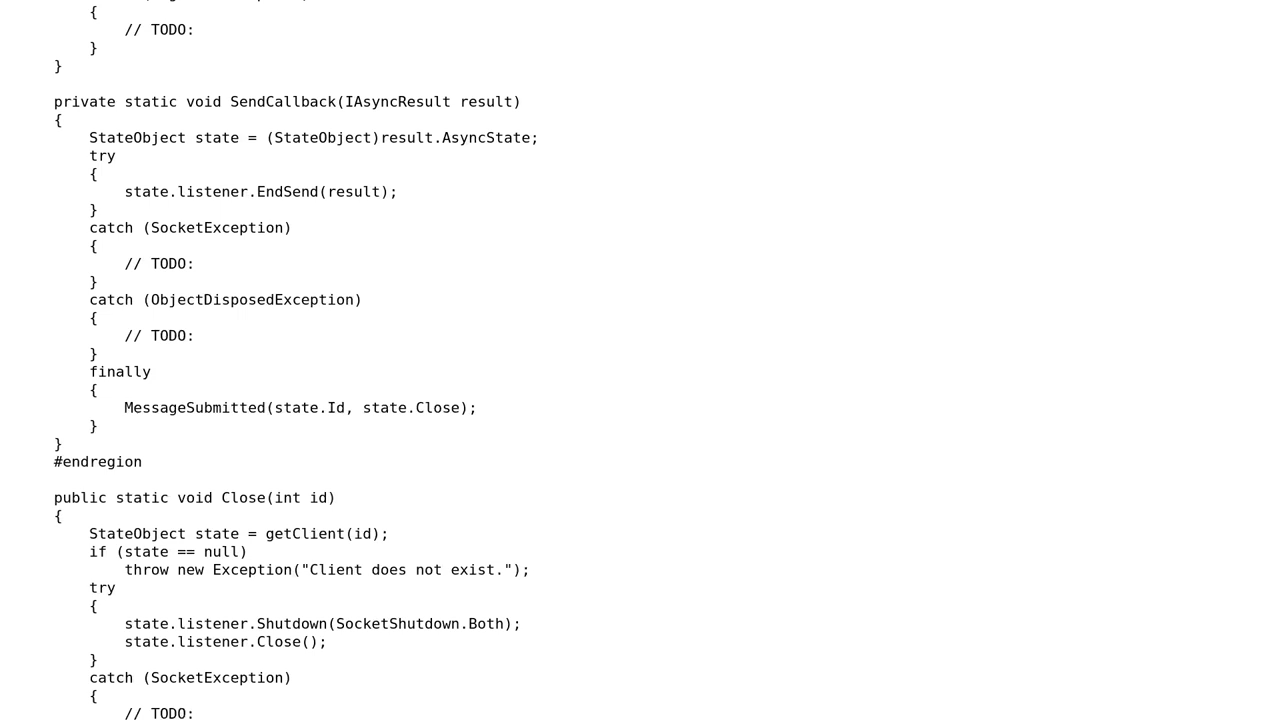 {
            // TODO:
        }
    }

    private static void SendCallback(IAsyncResult result)
    {
        StateObject state = (StateObject)result.AsyncState;
        try
        {
            state.listener.EndSend(result);
        }
        catch (SocketException)
        {
            // TODO:
        }
        catch (ObjectDisposedException)
        {
            // TODO:
        }
        finally
        {
            MessageSubmitted(state.Id, state.Close);
        }
    }
    #endregion

    public static void Close(int id)
    {
        StateObject state = getClient(id);
        if (state == null)
            throw new Exception("Client does not exist.");
        try
        {
            state.listener.Shutdown(SocketShutdown.Both);
            state.listener.Close();
        }
        catch (SocketException)
        {
            // TODO: